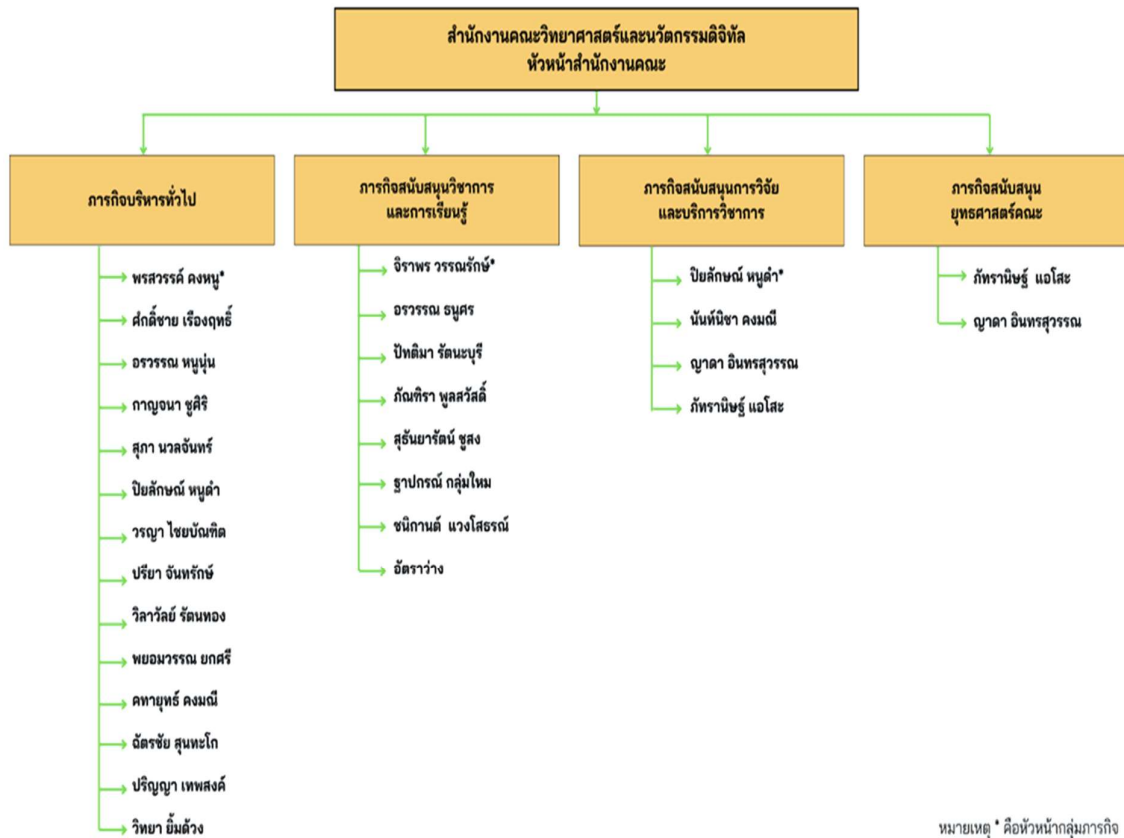 สำนักงานคณะวิทยาศาสตร์และนวัตกรรมดิจิทัล
หัวหน้าสำนักงานคณะ
ภารกิจบริหารทั่วไป
พรสวรรค์ คงหนู*
ศักดิ์ชาย เรืองฤทธิ์
อรวรรณ หนูนุ่น
กาญจนา ชูศิริ
สุภา นวลจันทร์
ปิยลักษณ์ หนูดำ
วรญา ไชยบัณฑิต
ปรียา จันทรักษ์
วิลาวัลย์ รัตนทอง
พยอมวรรณ ยกศรี
คทายุทธ์ คงมณี
ฉัตรชัย สุนทะโก
ปริญญา เทพสงค์
วิทยา ยิ้มด้วง
ภารกิจสนับสนุนวิชาการ
และการเรียนรู้
จิราพร วรรณรักษ์*
อรวรรณ ธนูศร
ปัทติมา รัตนะบุรี
ภัณฑิรา พูลสวัสดิ์
สุธันยารัตน์ ชูสง
ฐาปกรณ์ กลุ่มใหม
ชนิกานต์ แวงโสธรณ์
อัตราว่าง
ภารกิจสนับสนุนการวิจัย
และบริการวิชาการ
ปิยลักษณ์ หนูดำ*
นันท์นิชา คงมณี
ญาดา อินทรสุวรรณ
ภัทรานิษฐ์ แอโสะ
ภารกิจสนับสนุน
ยุทธศาสตร์คณะ
ภัทรานิษฐ์ แอโสะ
ญาดา อินทรสุวรรณ
หมายเหตุ * คือหัวหน้ากลุ่มภารกิจ